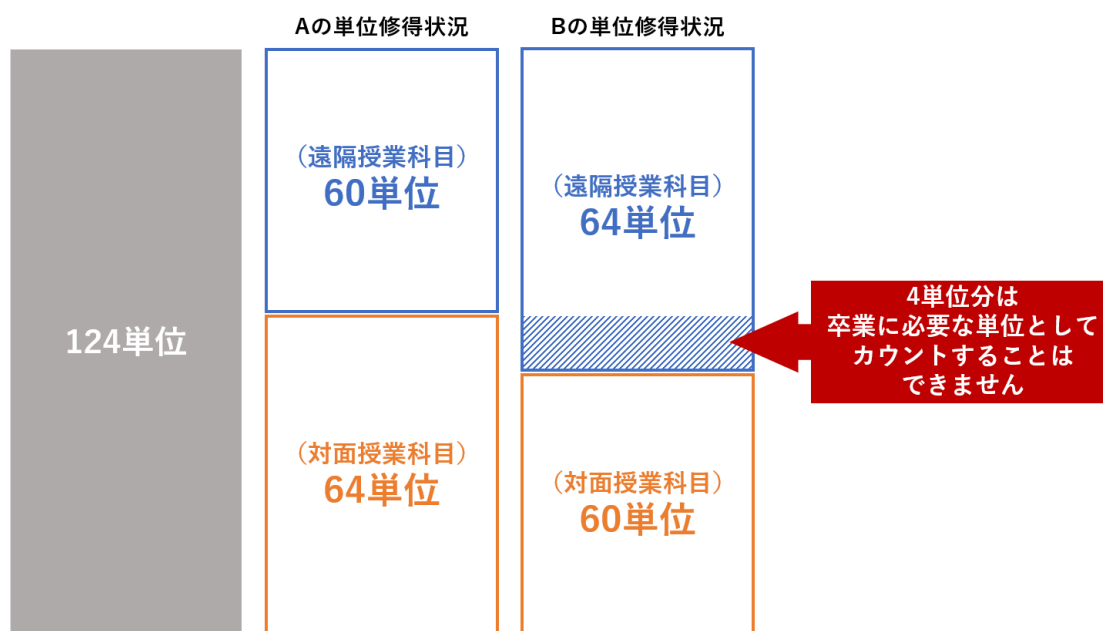 Aの単位修得状況
Bの単位修得状況
124単位
（遠隔授業科目）
60単位
（対面授業科目）
64単位
（遠隔授業科目）
64単位
（対面授業科目）
60単位
4単位分は
卒業に必要な単位として
カウントすることは
できません